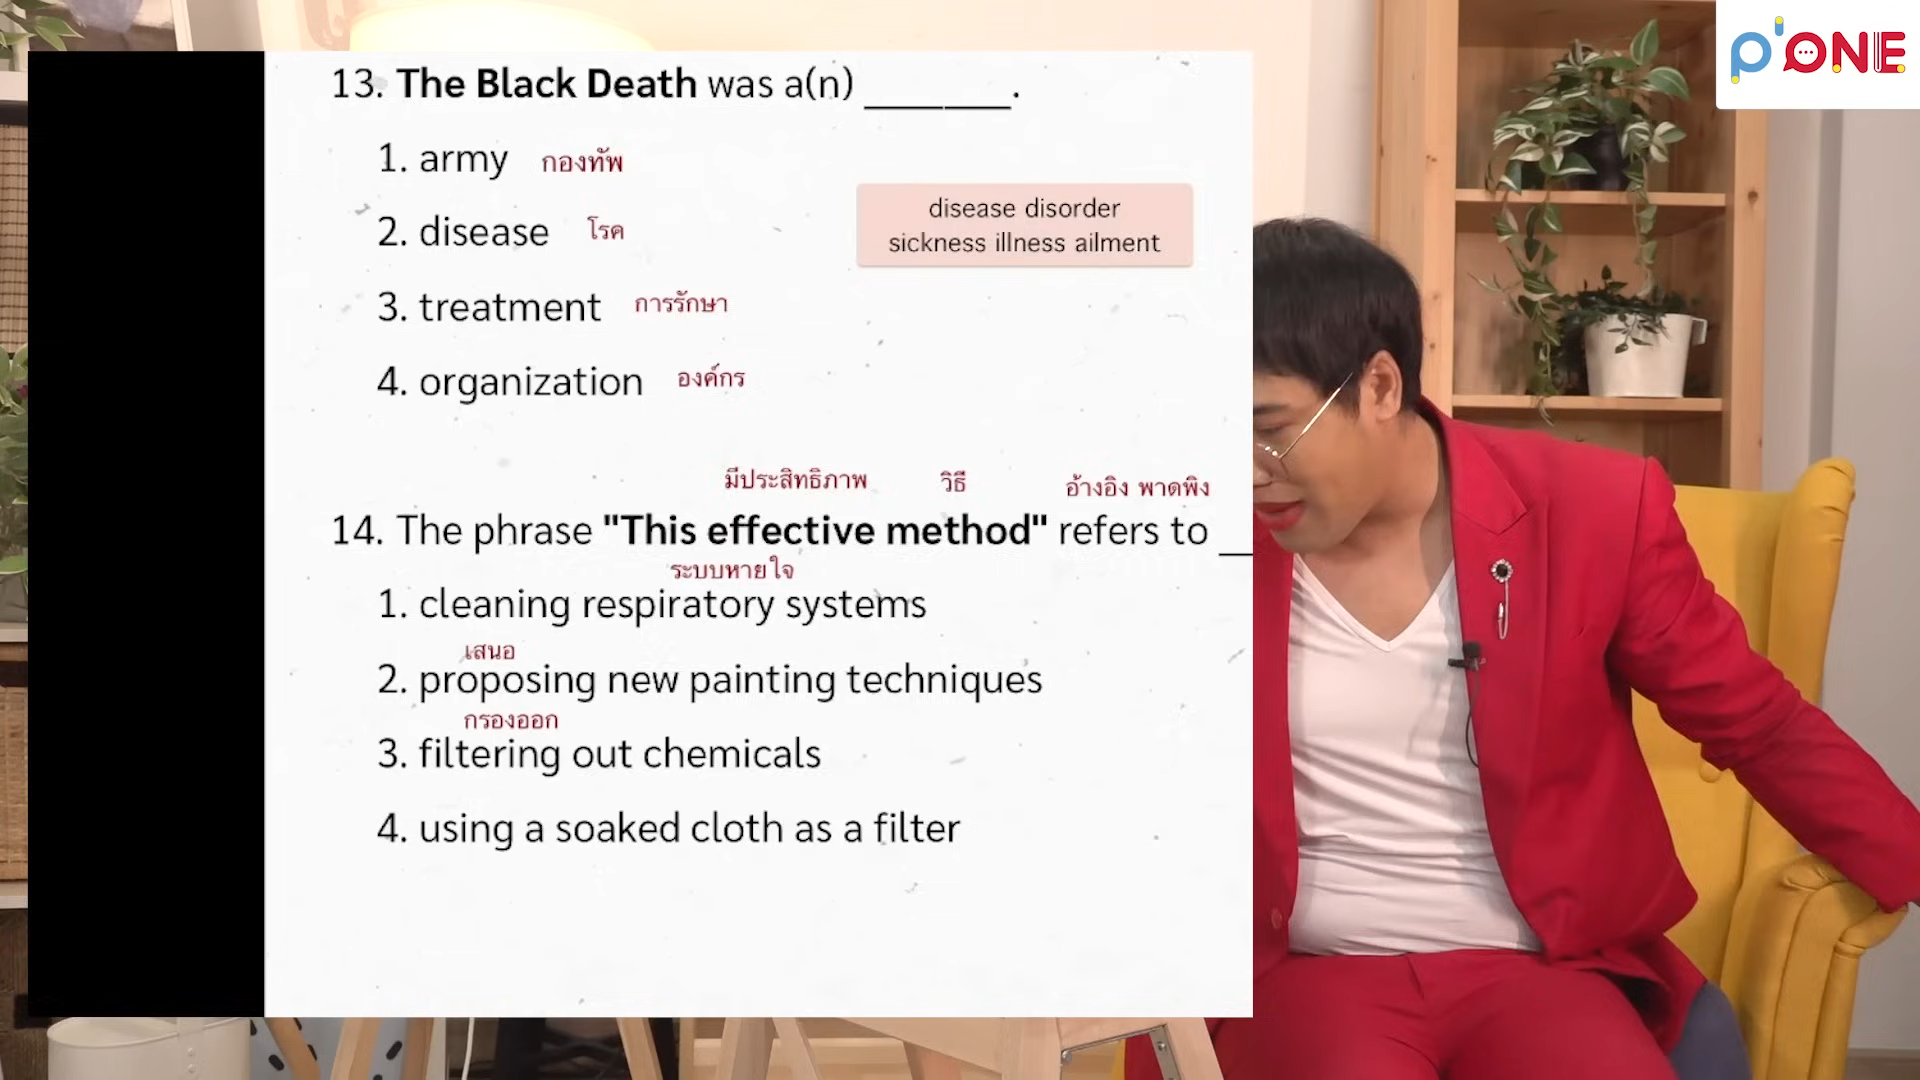 P'ONE
13. The Black Death was a(n) ________.
1. army กองทัพ
2. disease โรค
disease disorder
sickness illness ailment
3. treatment การรักษา
4. organization องค์กร
มีประสิทธิภาพ วิธี อ้างอิง พาดพิง
14. The phrase "This effective method" refers to __
ระบบหายใจ
1. cleaning respiratory systems
เสนอ
2. proposing new painting techniques
กรองออก
3. filtering out chemicals
4. using a soaked cloth as a filter